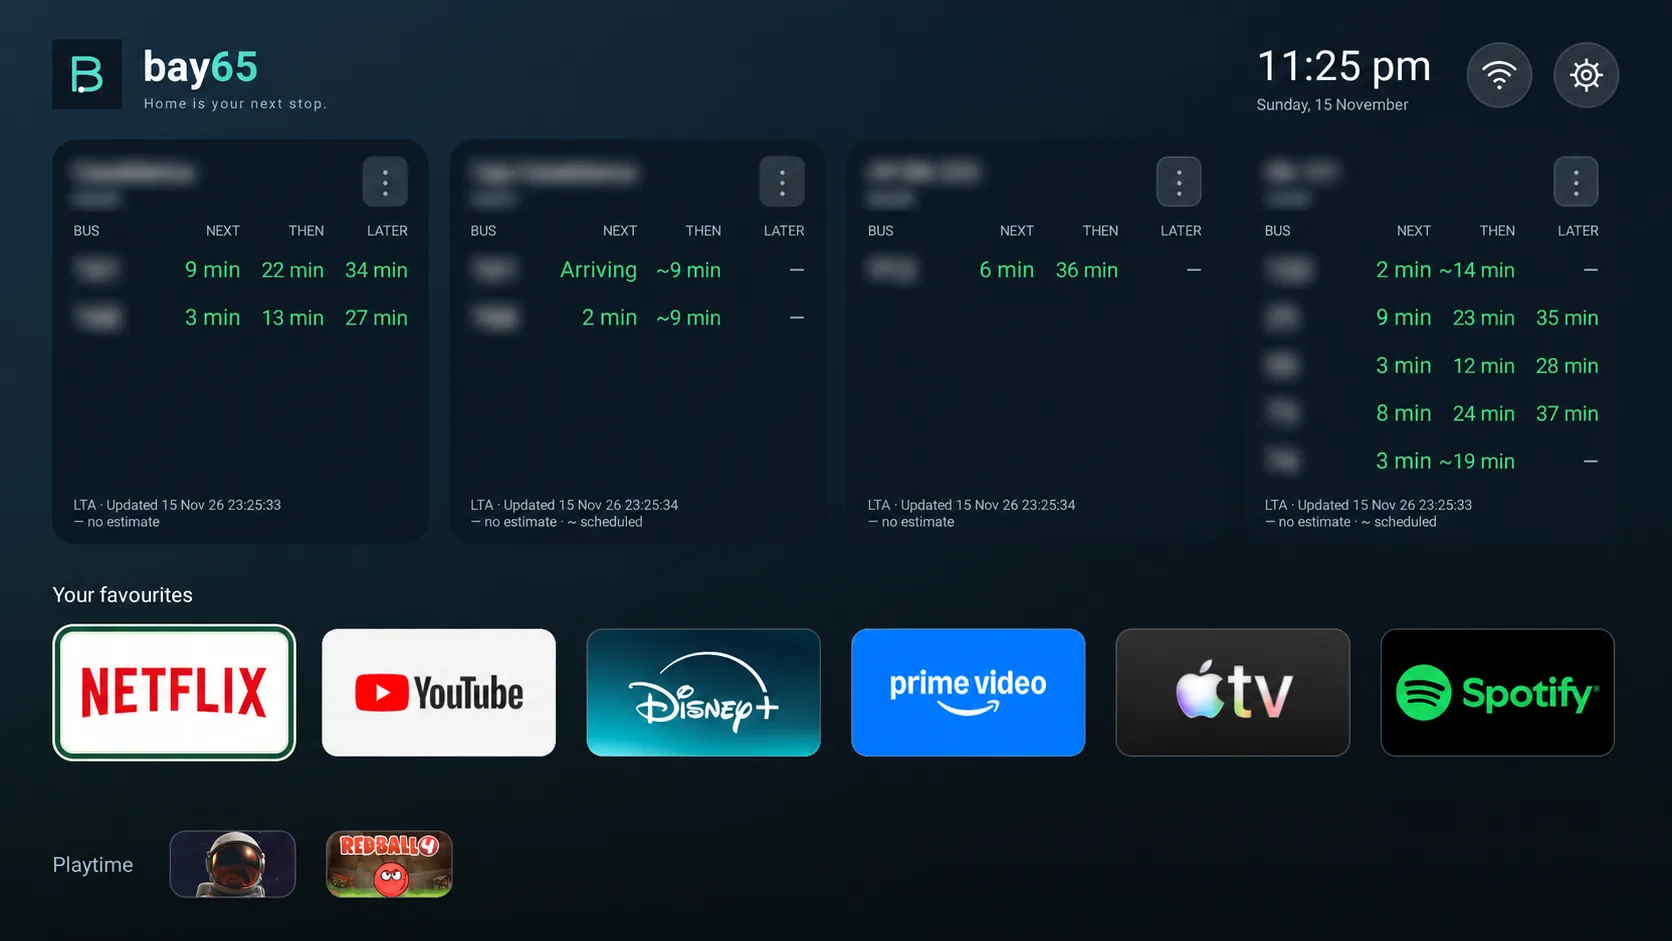 bay65
Home is your next stop.
11:25 pm
Sunday, 15 November
BUS NEXT THEN LATER
9 min 22 min 34 min
3 min 13 min 27 min
LTA · Updated 15 Nov 26 23:25:33
— no estimate
BUS NEXT THEN LATER
Arriving ~9 min —
2 min ~9 min —
LTA · Updated 15 Nov 26 23:25:34
— no estimate · ~ scheduled
BUS NEXT THEN LATER
6 min 36 min —
LTA · Updated 15 Nov 26 23:25:34
— no estimate
BUS NEXT THEN LATER
2 min ~14 min —
9 min 23 min 35 min
3 min 12 min 28 min
8 min 24 min 37 min
3 min ~19 min —
LTA · Updated 15 Nov 26 23:25:33
— no estimate · ~ scheduled
Your favourites
NETFLIX
YouTube
Disney+
prime video
tv
Spotify
Playtime
REDBALL 4